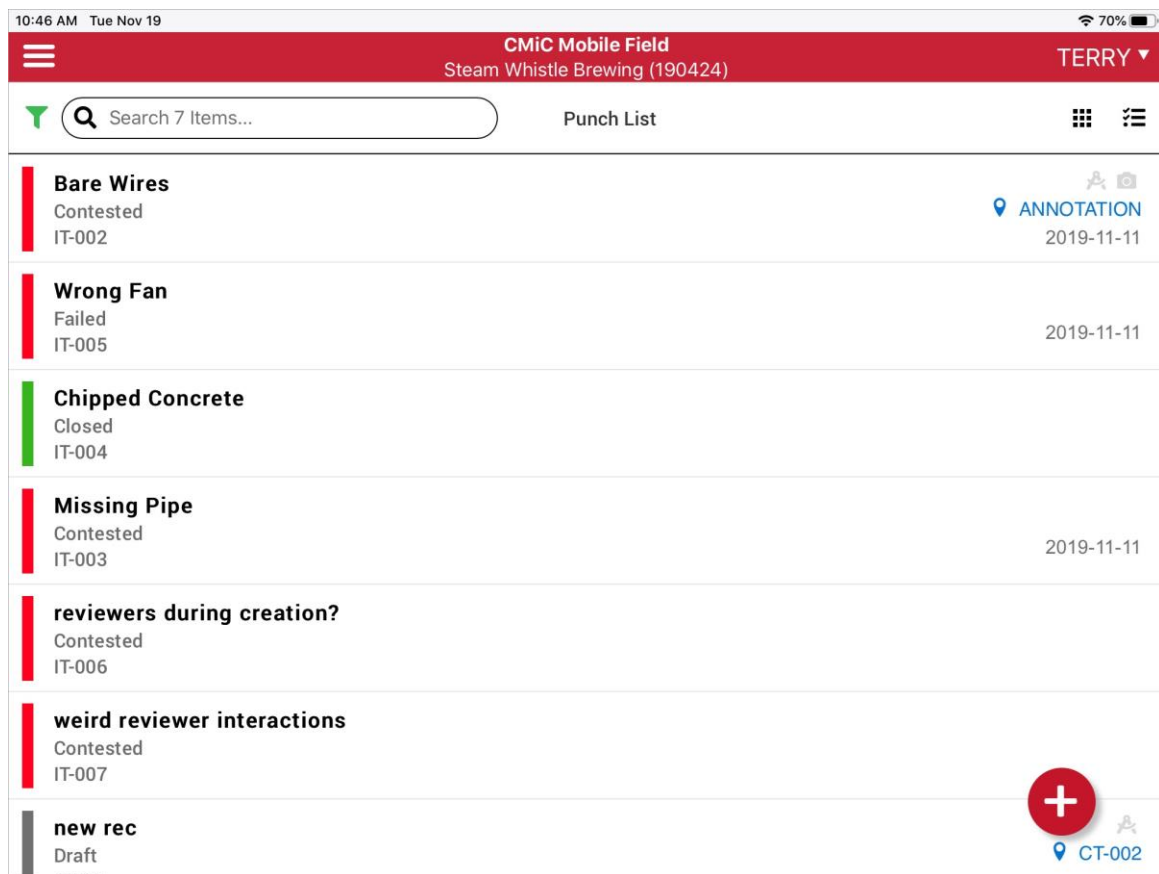 10:46 AM Tue Nov 19
70%
CMiC Mobile Field
Steam Whistle Brewing (190424)
TERRY
Search 7 Items...
Punch List
Bare Wires
Contested
ANNOTATION
IT-002
2019-11-11
Wrong Fan
Failed
IT-005
2019-11-11
Chipped Concrete
Closed
IT-004
Missing Pipe
Contested
IT-003
2019-11-11
reviewers during creation?
Contested
IT-006
weird reviewer interactions
Contested
IT-007
new rec
Draft
CT-002